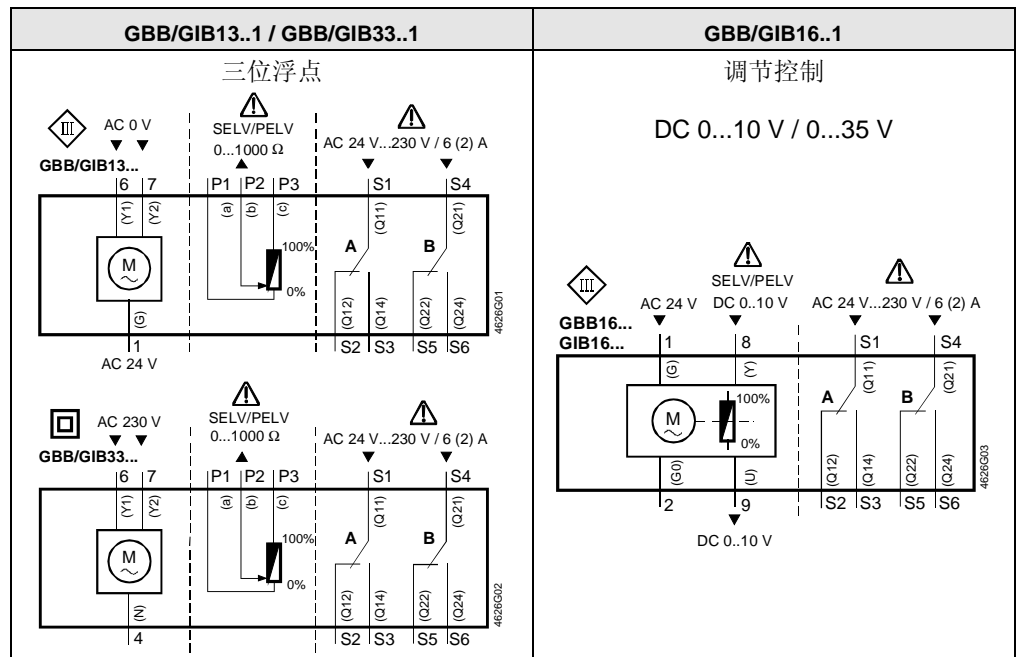 GBB/GIB13..1 / GBB/GIB33..1
三位浮点
AC 0 V
SELV/PELV
0...1000 Ω
AC 24 V...230 V / 6 (2) A
GBB/GIB13...
6 7 P1 P2 P3 S1 S4
(Y1) (Y2) (a) (b) (c) (Q11) (Q21)
M
100%
0%
A
B
(G) (Q12) (Q14) (Q22) (Q24)
1 S2 S3 S5 S6
AC 24 V
4626G01
AC 230 V
SELV/PELV
0...1000 Ω
AC 24 V...230 V / 6 (2) A
GBB/GIB33...
6 7 P1 P2 P3 S1 S4
(Y1) (Y2) (a) (b) (c) (Q11) (Q21)
M
100%
0%
A
B
(N) (Q12) (Q14) (Q22) (Q24)
4 S2 S3 S5 S6
4626G02
GBB/GIB16..1
调节控制
DC 0...10 V / 0...35 V
SELV/PELV
AC 24 V DC 0..10 V AC 24 V...230 V / 6 (2) A
GBB16...
GIB16...
1 8 S1 S4
(G) (Y) (Q11) (Q21)
M
100%
0%
A
B
(G0) (U) (Q12) (Q14) (Q22) (Q24)
2 9 S2 S3 S5 S6
DC 0..10 V
4626G03
III
III